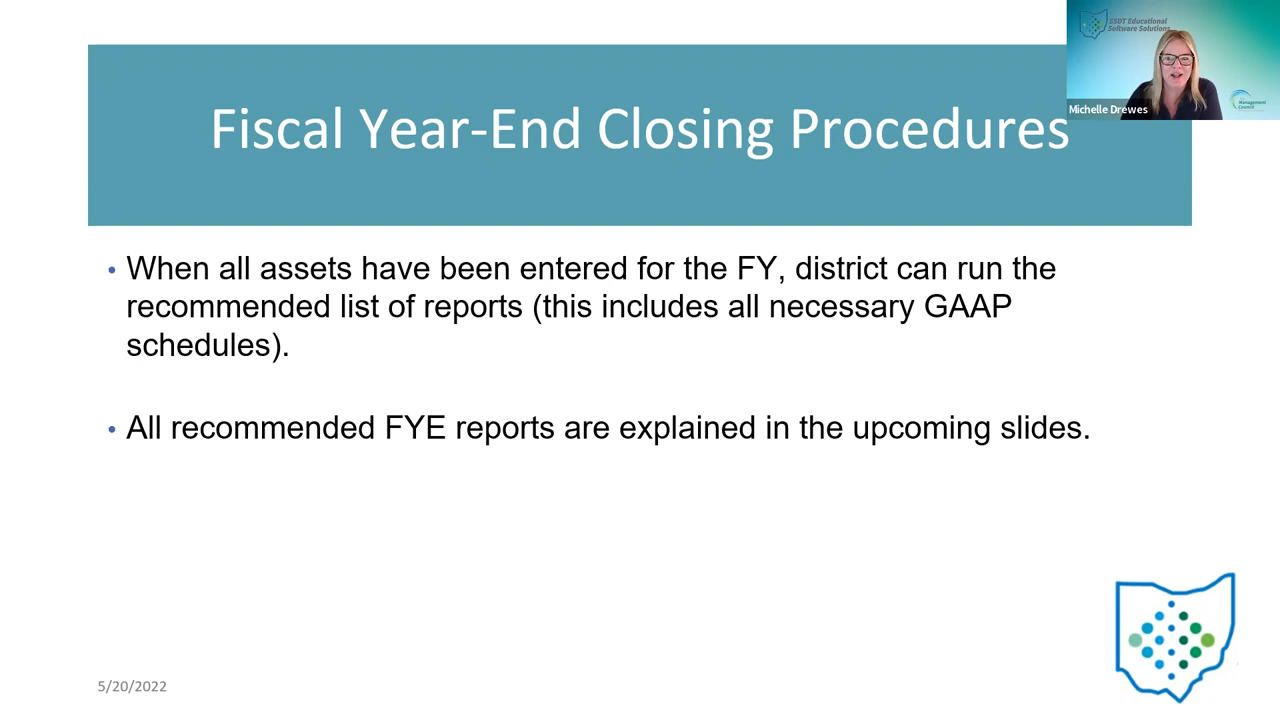 SSDT Educational
Software Solutions
Michelle Drewes
Management
Council
Fiscal Year-End Closing Procedures
• When all assets have been entered for the FY, district can run the
recommended list of reports (this includes all necessary GAAP
schedules).
• All recommended FYE reports are explained in the upcoming slides.
5/20/2022